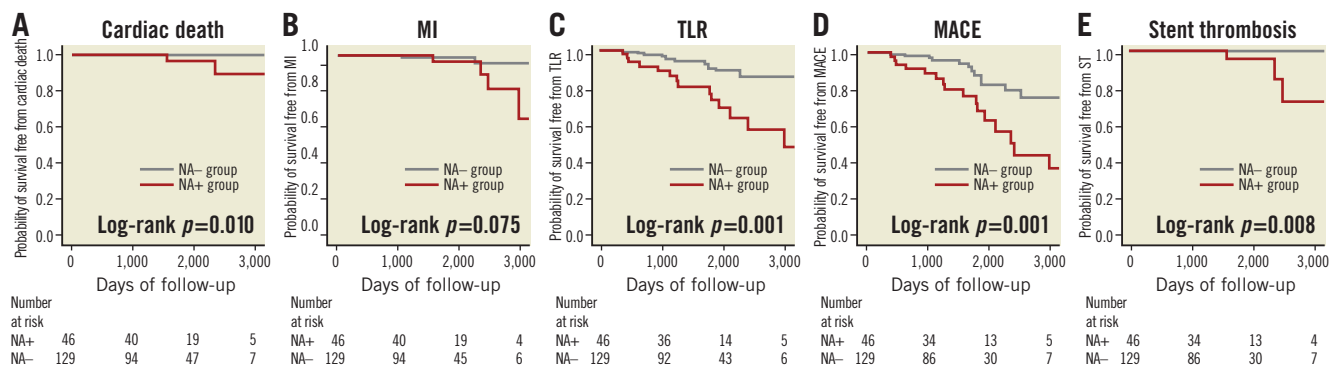 A Cardiac death
Probability of survival free from cardiac death
1.0
0.8
0.6
0.4
0.2
0.0
NA– group
NA+ group
Log-rank p=0.010
0 1,000 2,000 3,000
Days of follow-up
Number
at risk
NA+ 46 40 19 5
NA– 129 94 47 7
B MI
Probability of survival free from MI
1.0
0.8
0.6
0.4
0.2
0.0
NA– group
NA+ group
Log-rank p=0.075
0 1,000 2,000 3,000
Days of follow-up
Number
at risk
NA+ 46 40 19 4
NA– 129 94 45 6
C TLR
Probability of survival free from TLR
1.0
0.8
0.6
0.4
0.2
0.0
NA– group
NA+ group
Log-rank p=0.001
0 1,000 2,000 3,000
Days of follow-up
Number
at risk
NA+ 46 36 14 5
NA– 129 92 43 6
D MACE
Probability of survival free from MACE
1.0
0.8
0.6
0.4
0.2
0.0
NA– group
NA+ group
Log-rank p=0.001
0 1,000 2,000 3,000
Days of follow-up
Number
at risk
NA+ 46 34 13 5
NA– 129 86 30 7
E Stent thrombosis
Probability of survival free from ST
1.0
0.8
0.6
0.4
0.2
0.0
NA– group
NA+ group
Log-rank p=0.008
0 1,000 2,000 3,000
Days of follow-up
Number
at risk
NA+ 46 34 13 4
NA– 129 86 30 7